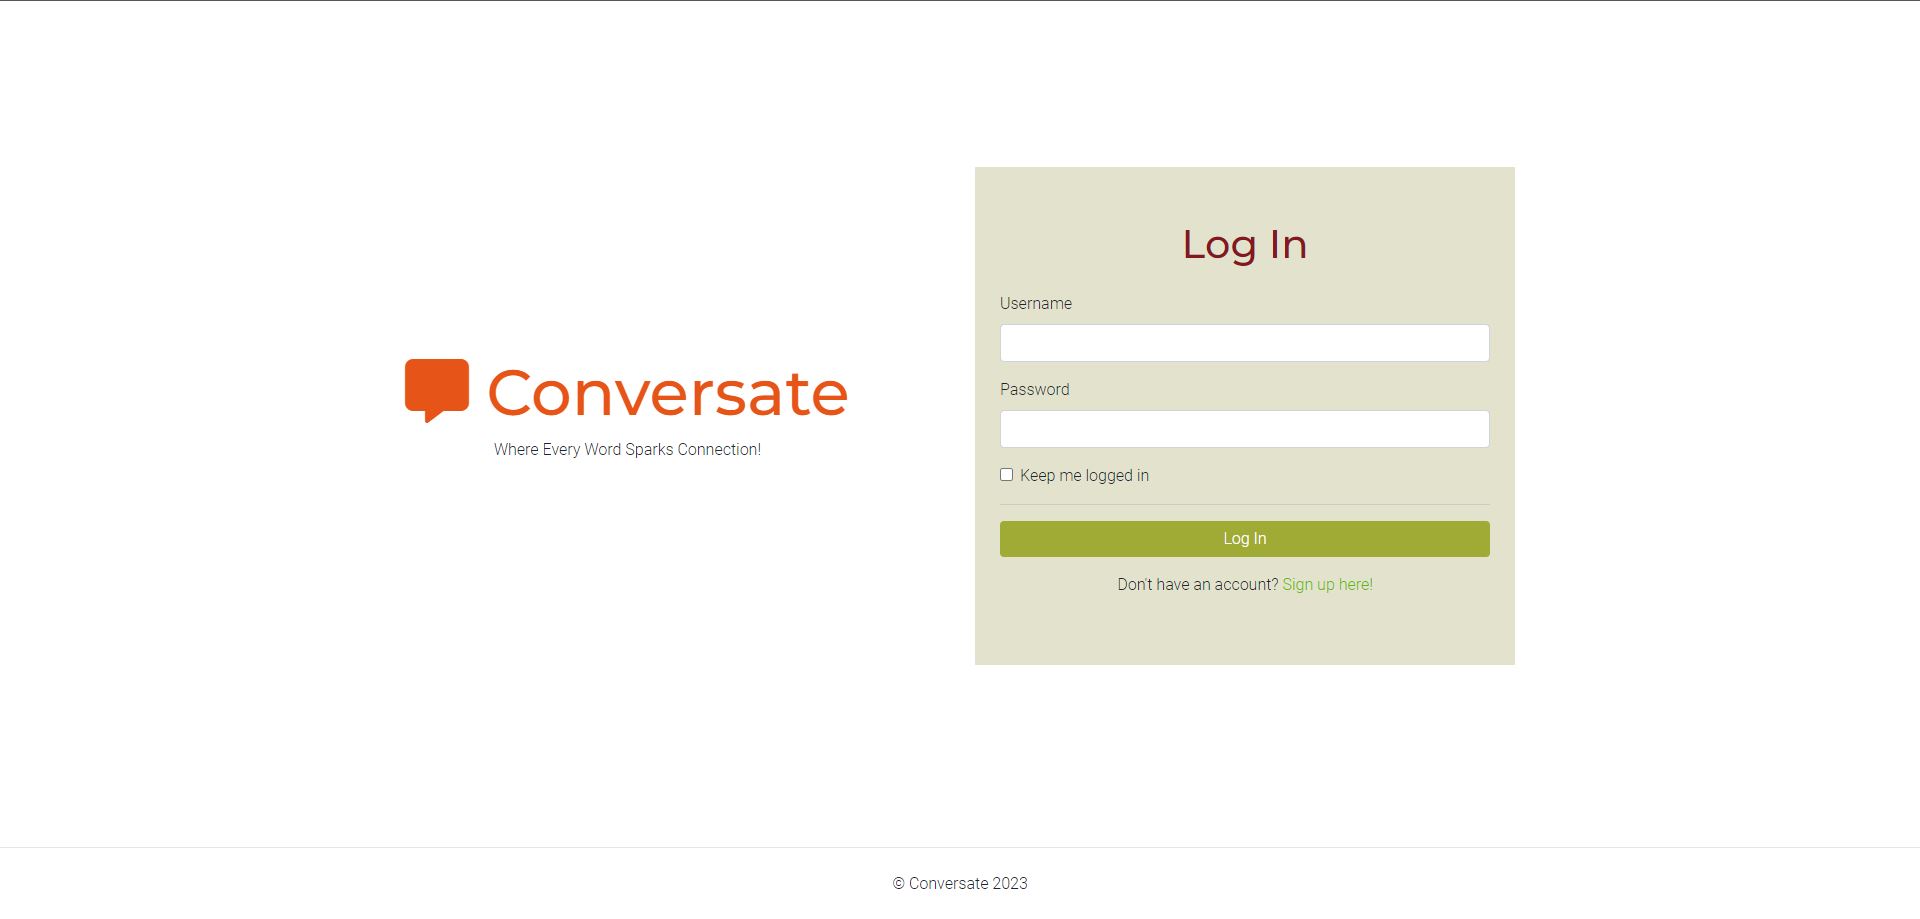 Conversate
Where Every Word Sparks Connection!
Log In
Username
Password
Keep me logged in
Log In
Don't have an account? Sign up here!
© Conversate 2023